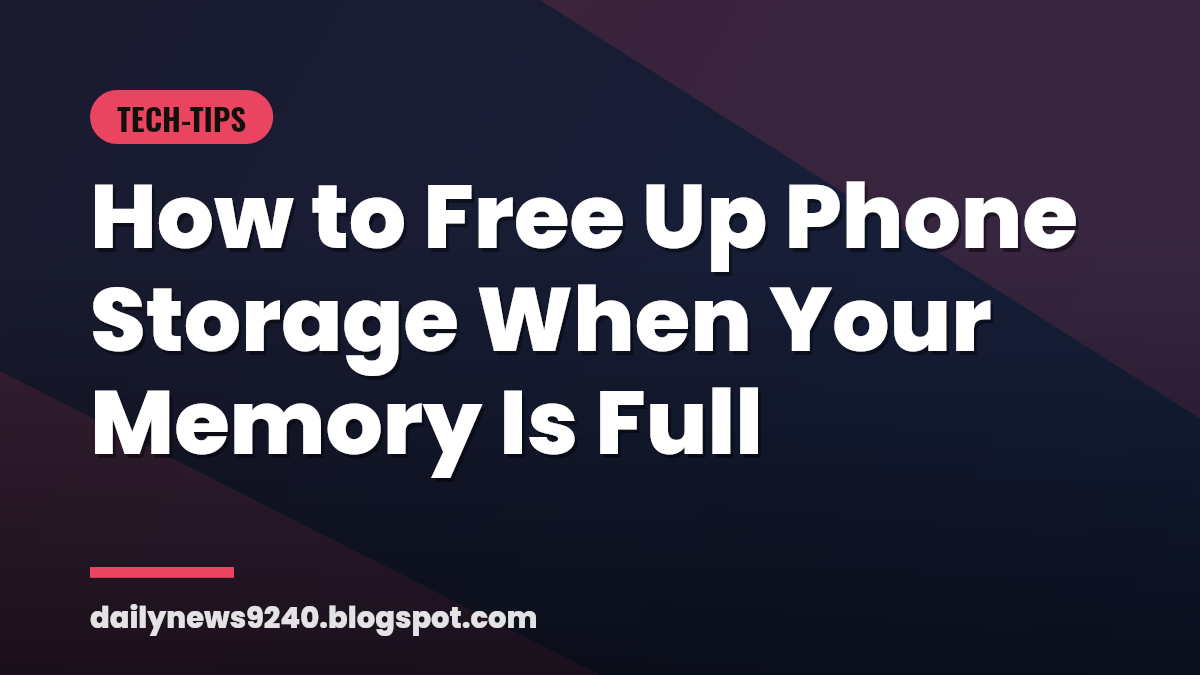 TECH-TIPS
How to Free Up Phone
Storage When Your
Memory Is Full
dailynews9240.blogspot.com